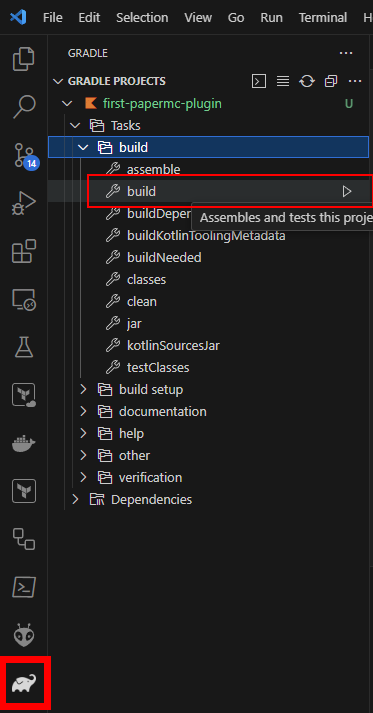 File Edit Selection View Go Run Terminal H
GRADLE
GRADLE PROJECTS
first-papermc-plugin U
Tasks
build
assemble
build
Assembles and tests this proje
buildDeper
buildKotlinToolingMetadata
buildNeeded
classes
clean
jar
kotlinSourcesJar
testClasses
build setup
documentation
help
other
verification
Dependencies
14